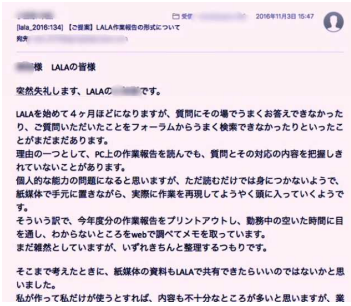 受信
2016年11月3日 15:47
[lala_2016:134] 【ご提案】LALA作業報告の形式について
宛先
様 LALAの皆様
突然失礼します、LALAの　　です。
LALAを始めて4ヶ月ほどになりますが、質問にその場でうまくお答えできなかった
り、ご質問いただいたことをフォーラムからうまく検索できなかったりといったこ
とがまだまだあります。
理由の一つとして、PC上の作業報告を読んでも、質問とその対応の内容を把握しき
れていないことがあります。
個人的な能力の問題になると思いますが、ただ読むだけでは身につかないようで、
紙媒体で手元に置きながら、実際に作業を再現してようやく頭に入っていくようで
す。
そういう訳で、今年度分の作業報告をプリントアウトし、勤務中の空いた時間に目
を通し、わからないところをwebで調べてメモを取っています。
まだ雑然としていますが、いずれきちんと整理するつもりです。
そこまで考えたときに、紙媒体の資料もLALAで共有できたらいいのではないかと思
いました。
私が作って私だけが使うとすれば、内容も不十分なところが多いと思いますが、業